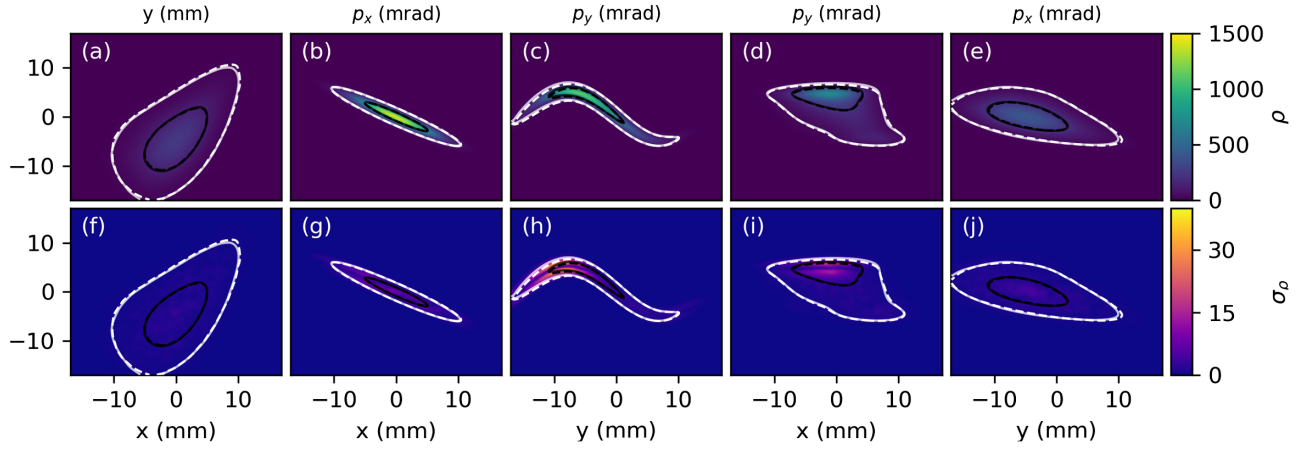 y (mm) pₓ (mrad) p_y (mrad) p_y (mrad) pₓ (mrad)
(a) (b) (c) (d) (e)
10
0
−10
1500
1000
500
0
ρ
(f) (g) (h) (i) (j)
10
0
−10
30
15
0
σ_ρ
−10 0 10 −10 0 10 −10 0 10 −10 0 10 −10 0 10
x (mm) x (mm) y (mm) x (mm) y (mm)